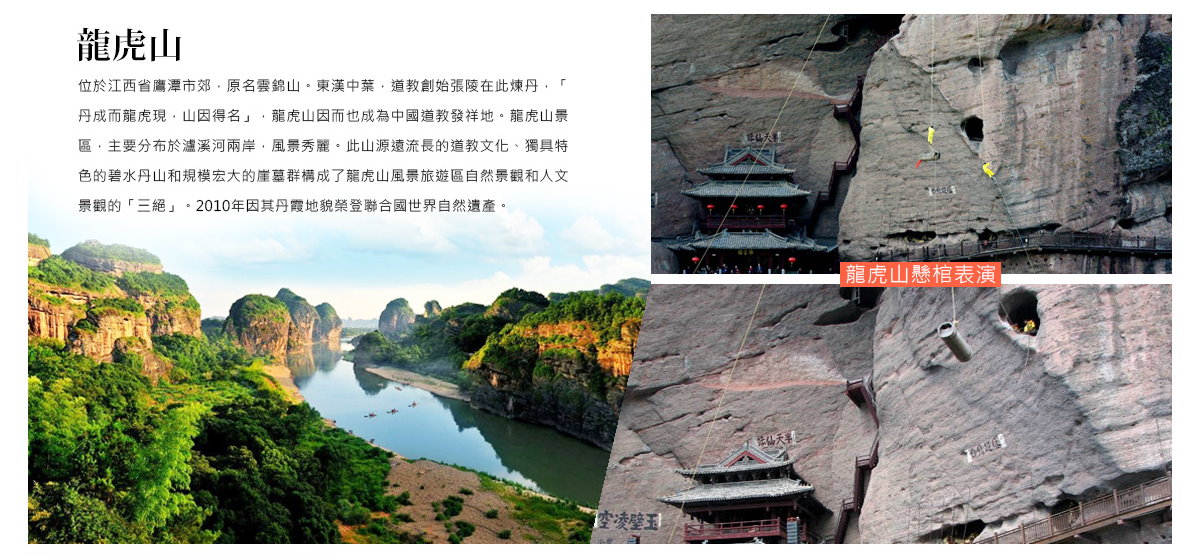 龍虎山
位於江西省鷹潭市郊，原名雲錦山。東漢中葉，道教創始張陵在此煉丹，「
丹成而龍虎現，山因得名」，龍虎山因而也成為中國道教發祥地。龍虎山景
區，主要分布於瀘溪河兩岸，風景秀麗。此山源遠流長的道教文化、獨具特
色的碧水丹山和規模宏大的崖墓群構成了龍虎山風景旅遊區自然景觀和人文
景觀的「三絕」。2010年因其丹霞地貌榮登聯合國世界自然遺產。
龍虎山懸棺表演
空凌壁玉